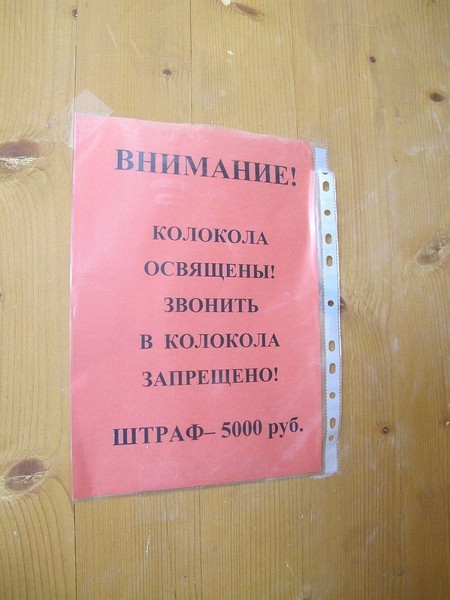 ВНИМАНИЕ!
КОЛОКОЛА
ОСВЯЩЕНЫ!
ЗВОНИТЬ
В КОЛОКОЛА
ЗАПРЕЩЕНО!
ШТРАФ– 5000 руб.